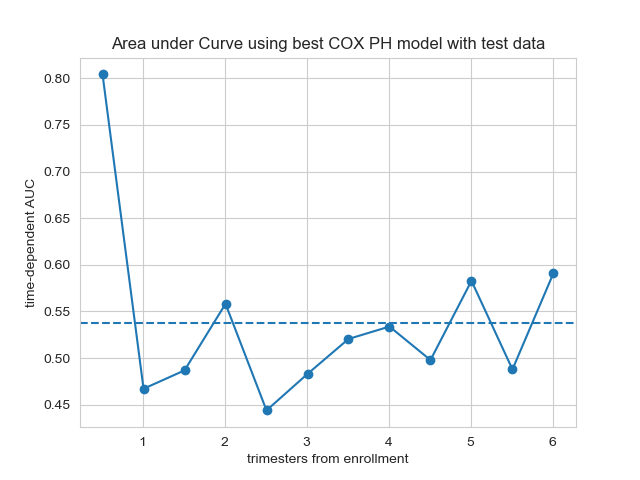 Area under Curve using best COX PH model with test data
time-dependent AUC
0.80
0.75
0.70
0.65
0.60
0.55
0.50
0.45
1 2 3 4 5 6
trimesters from enrollment